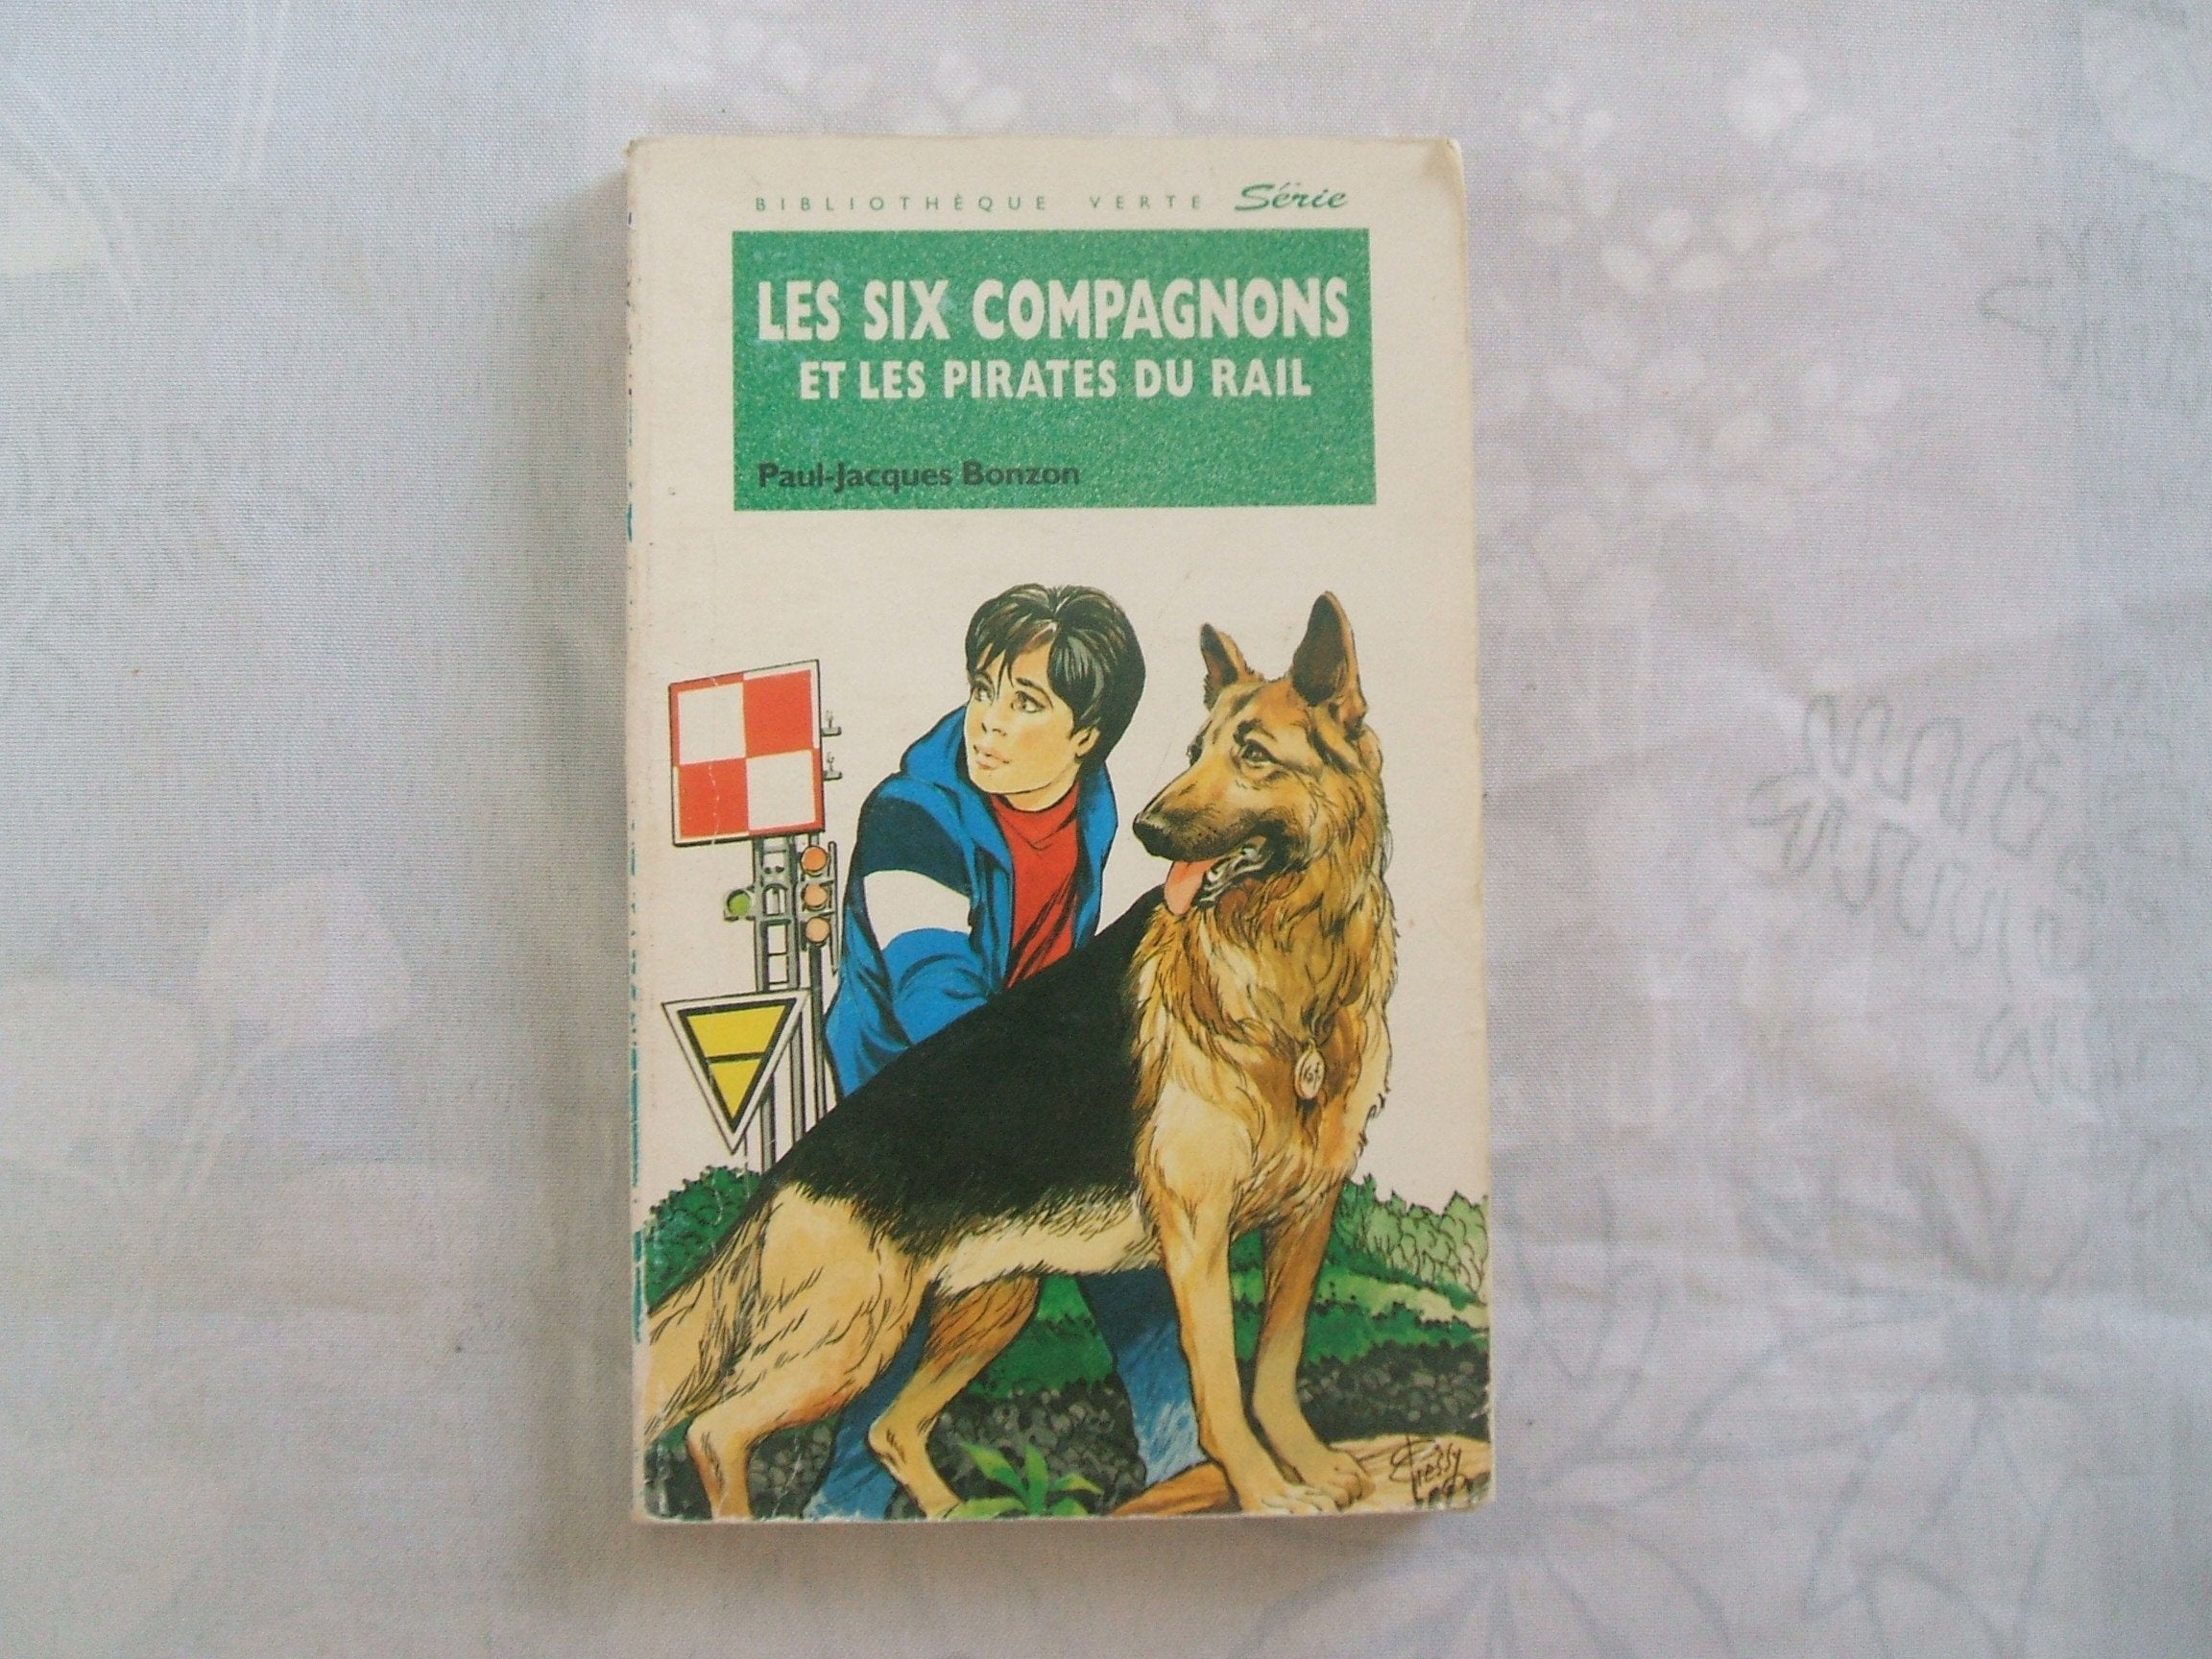 BIBLIOTHÈQUE VERTE Série
LES SIX COMPAGNONS
ET LES PIRATES DU RAIL
Paul-Jacques Bonzon